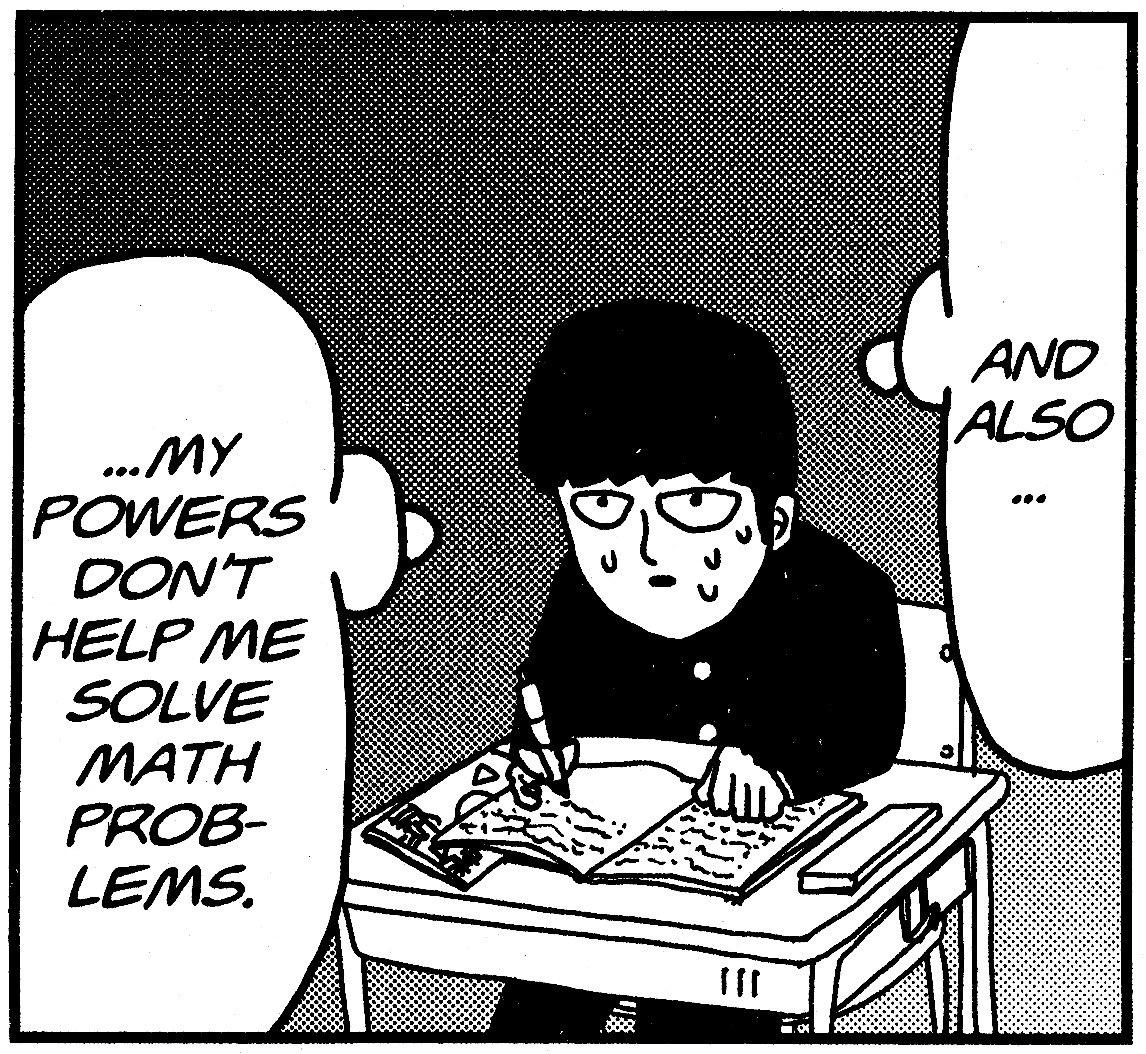 AND
ALSO
...
...MY
POWERS
DON'T
HELP ME
SOLVE
MATH
PROB-
LEMS.